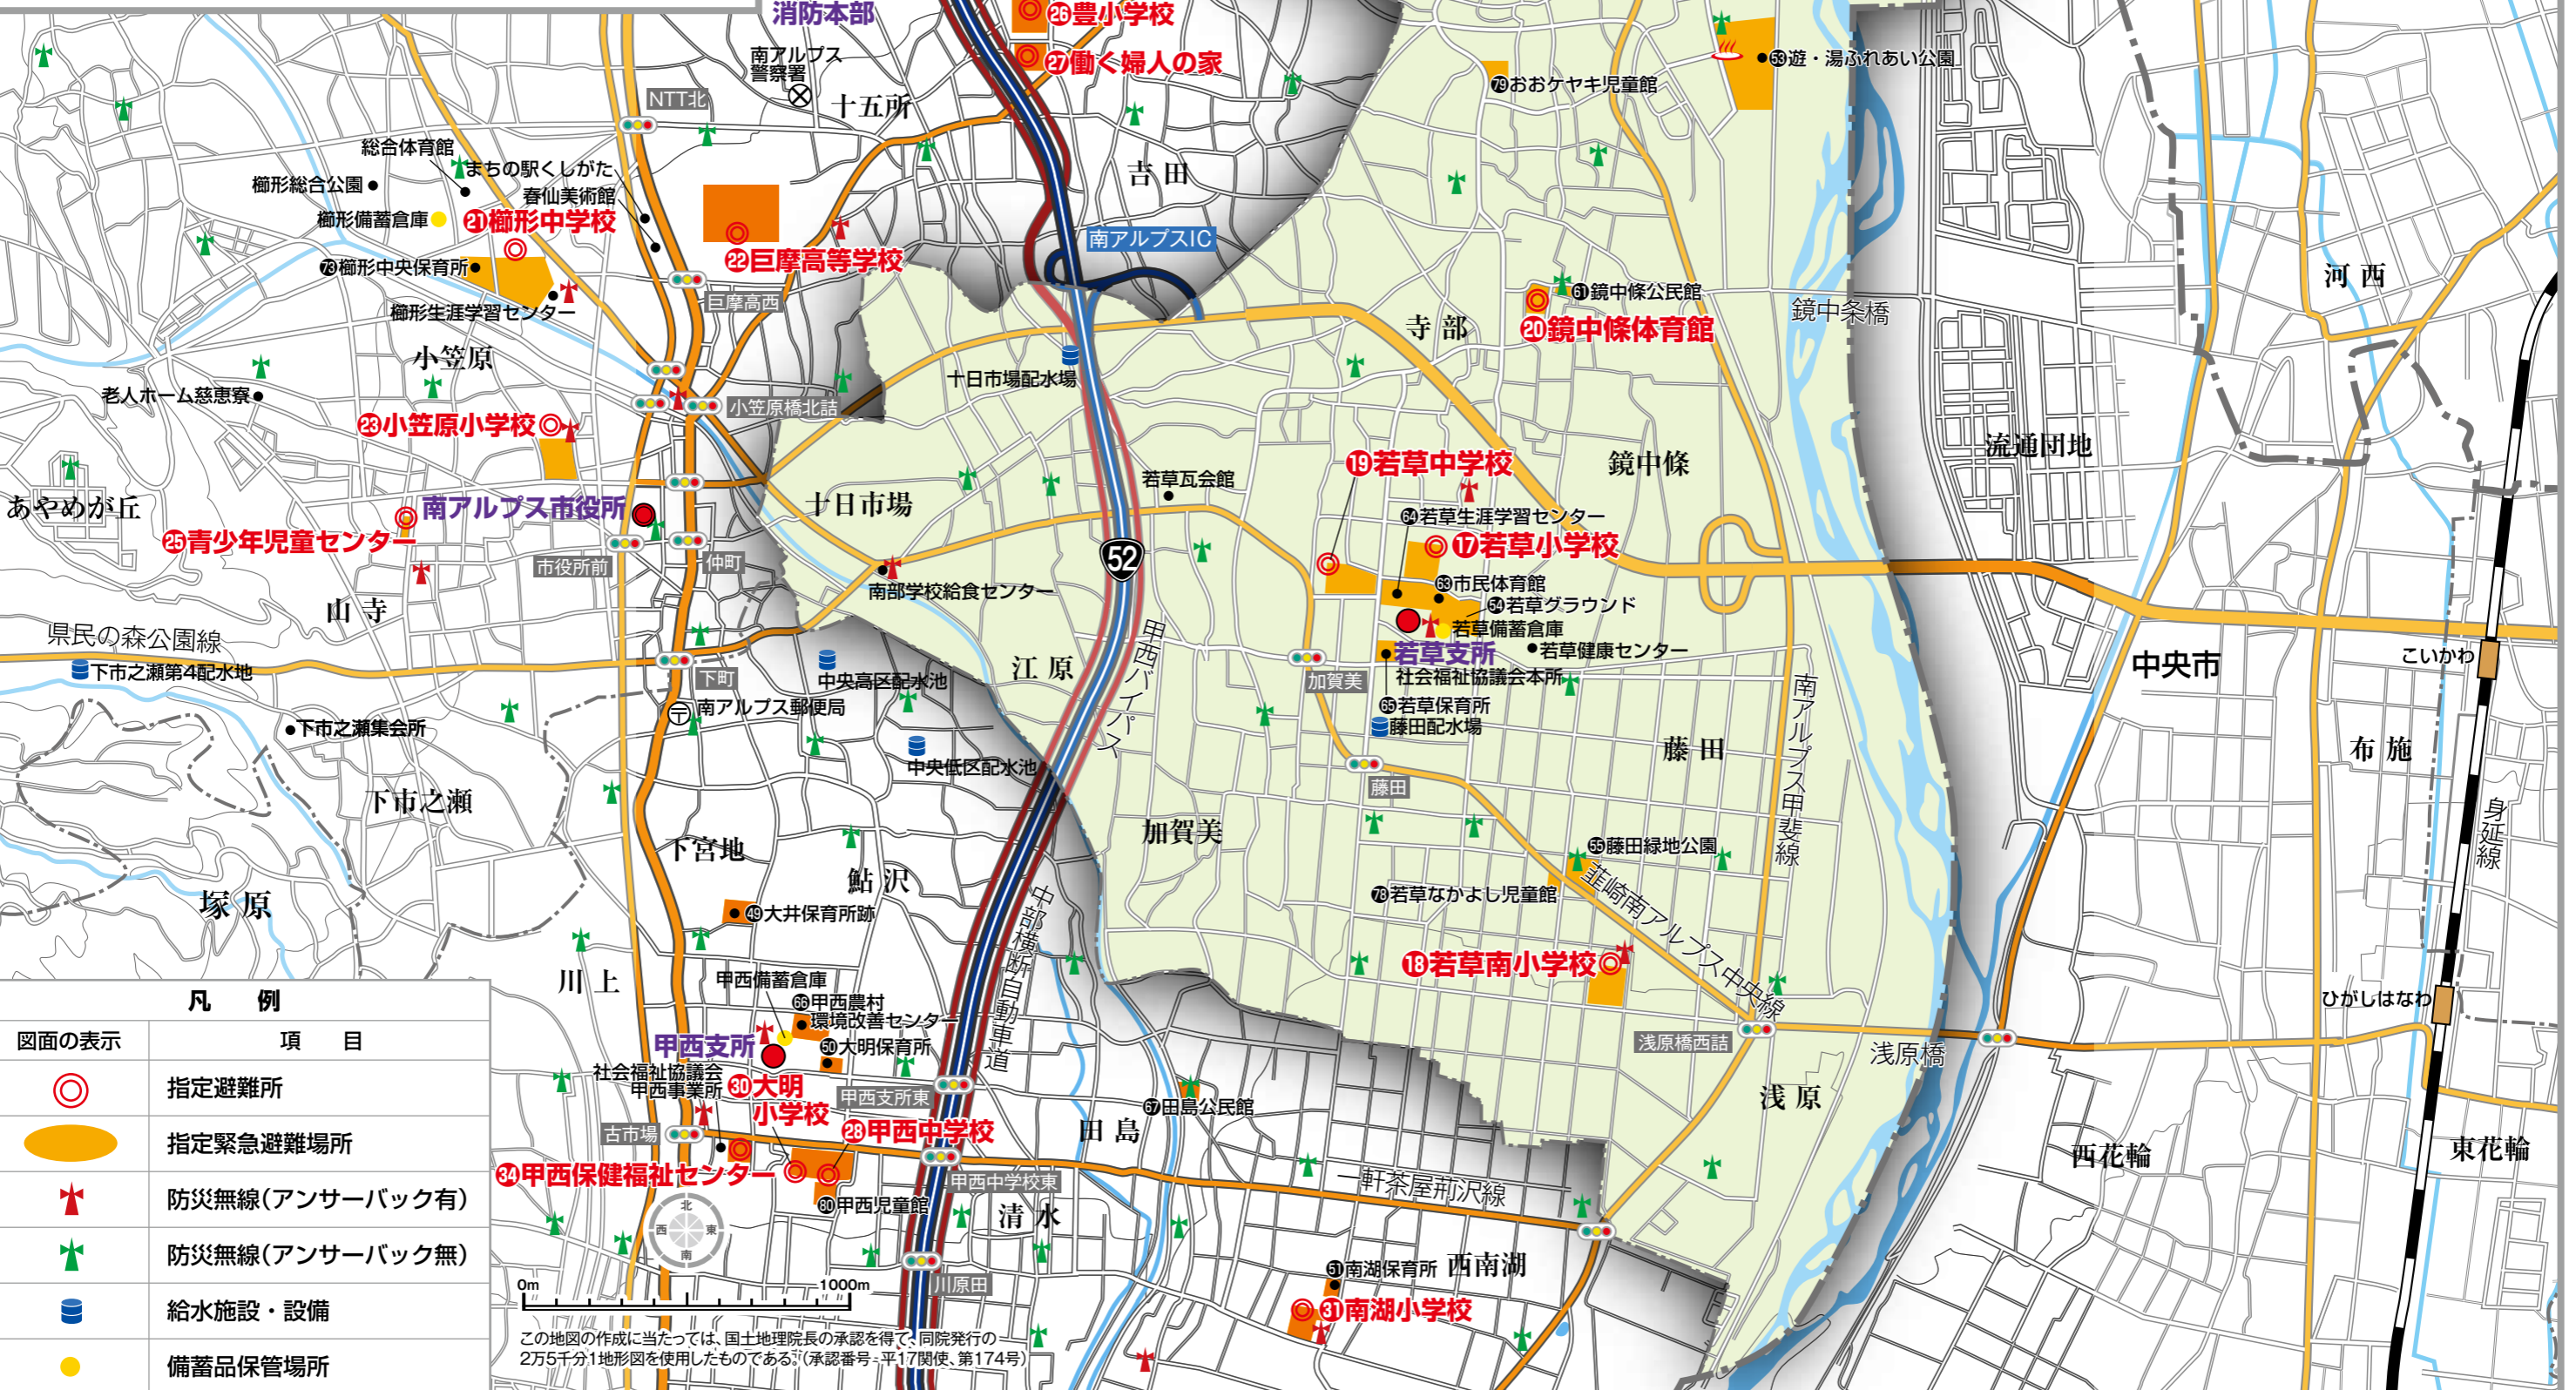 消防本部
㉖豊小学校
㉗働く婦人の家
南アルプス
警察署
十五所
NTT北
吉田
79おおケヤキ児童館
53遊・湯ふれあい公園
総合体育館
まちの駅くしがた
櫛形総合公園
春仙美術館
櫛形備蓄倉庫
㉑櫛形中学校
㉒巨摩高等学校
南アルプスIC
73櫛形中央保育所
櫛形生涯学習センター
巨摩高西
61鏡中條公民館
⑳鏡中條体育館
鏡中条橋
河西
寺部
小笠原
十日市場配水場
老人ホーム慈恵寮
小笠原橋北詰
㉓小笠原小学校
流通団地
鏡中條
⑲若草中学校
若草瓦会館
十日市場
あやめが丘
南アルプス市役所
㉕青少年児童センター
64若草生涯学習センター
⑰若草小学校
市役所前
仲町
52
南部学校給食センター
63市民体育館
54若草グラウンド
若草備蓄倉庫
山寺
県民の森公園線
下市之瀬第4配水地
若草支所
若草健康センター
社会福祉協議会本所
加賀美
甲西バイパス
江原
中央市
こいかわ
下町
中央高区配水池
南アルプス郵便局
65若草保育所
藤田配水場
南アルプス甲斐線
下市之瀬集会所
中央低区配水池
藤田
藤田
布施
身延線
下市之瀬
下宮地
加賀美
55藤田緑地公園
韮崎南アルプス中央線
鮎沢
78若草なかよし児童館
塚原
49大井保育所跡
中部横断自動車道
⑱若草南小学校
川上
甲西備蓄倉庫
66甲西農村
環境改善センター
ひがしはなわ
甲西支所
50大明保育所
浅原橋西詰
浅原橋
社会福祉協議会
甲西事業所
㉚大明
小学校
甲西支所東
浅原
67田島公民館
古市場
㉘甲西中学校
田島
西花輪
東花輪
㉞甲西保健福祉センター
甲西中学校東
一軒茶屋荊沢線
80甲西児童館
清水
北
西
東
南
51南湖保育所
西南湖
川原田
㉛南湖小学校
0m
1000m
この地図の作成に当たっては、国土地理院長の承認を得て、同院発行の
2万5千分1地形図を使用したものである。(承認番号 平17関使、第174号)
凡例
図面の表示
項目
指定避難所
指定緊急避難場所
防災無線(アンサーバック有)
防災無線(アンサーバック無)
給水施設・設備
備蓄品保管場所